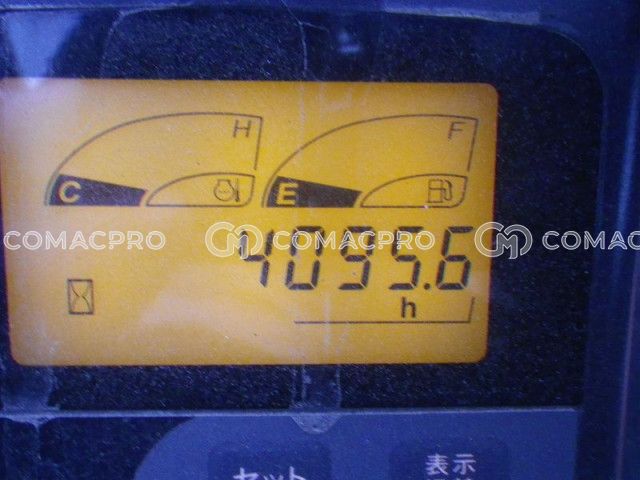 H F
C E
COMACPRO COMACPRO COMACPRO
4095.6
h
セット 表示